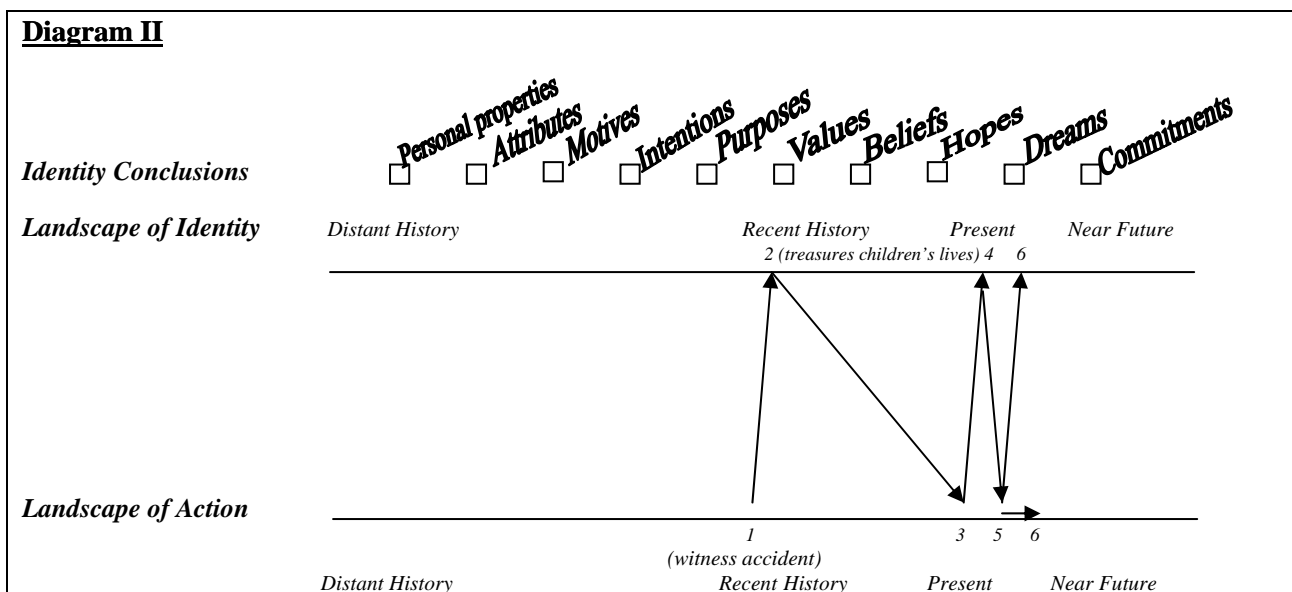 Diagram II
Personal properties Attributes Motives Intentions Purposes Values Beliefs Hopes Dreams Commitments
Identity Conclusions
Landscape of Identity Distant History Recent History Present Near Future
2 (treasures children's lives) 4 6
Landscape of Action
1 3 5 6
(witness accident)
Distant History Recent History Present Near Future